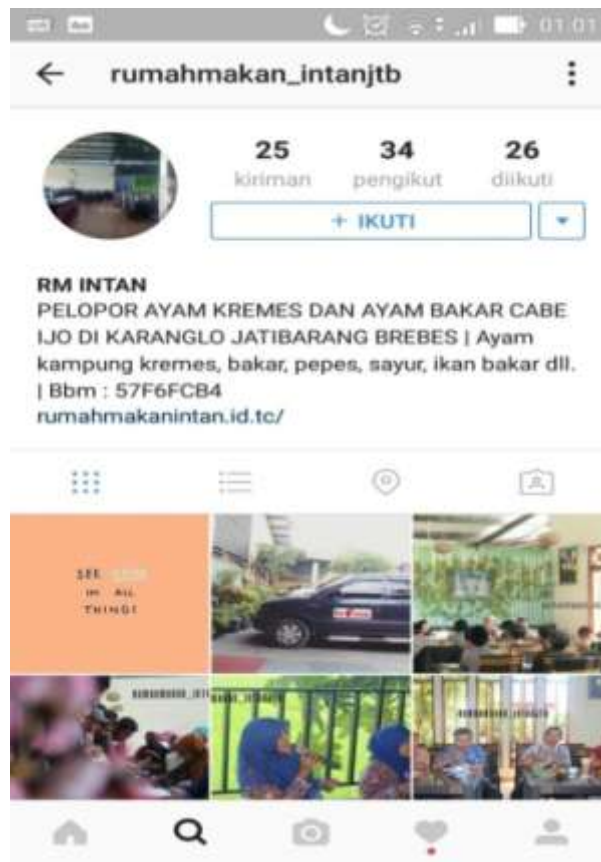 01:01
rumahmakan_intanjtb
25 34 26
kiriman pengikut diikuti
+ IKUTI
RM INTAN
PELOPOR AYAM KREMES DAN AYAM BAKAR CABE
IJO DI KARANGLO JATIBARANG BREBES | Ayam
kampung kremes, bakar, pepes, sayur, ikan bakar dll.
| Bbm : 57F6FCB4
rumahmakanintan.id.tc/
SEE
IN ALL
THINGS